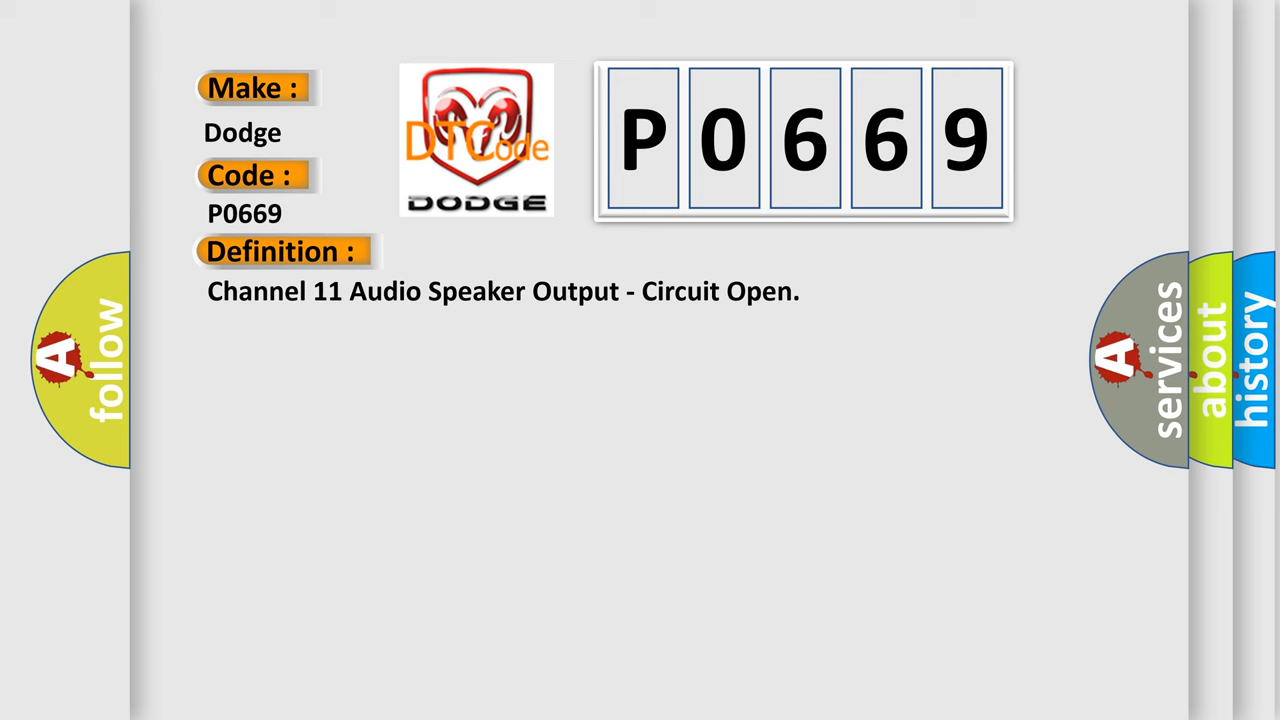 Make :
Dodge
Code :
P0669
Definition :
Channel 11 Audio Speaker Output - Circuit Open.
DTCode
DODGE
P0669
A
follow
A
services
about
history